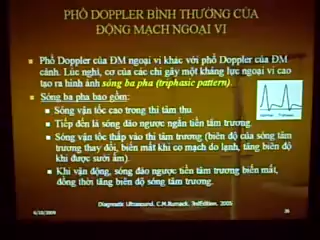 PHỔ DOPPLER BÌNH THƯỜNG CỦA
ĐỘNG MẠCH NGOẠI VI
Phổ Doppler của ĐM ngoại vi khác với phổ Doppler của ĐM
cảnh. Lúc nghỉ, cơ của các chi gây một kháng lực ngoại vi cao
tạo ra hình ảnh sóng ba pha (triphasic pattern).
Sóng ba pha bao gồm:
Sóng vận tốc cao trong thì tâm thu.
Tiếp đến là sóng đảo ngược ngắn tiền tâm trương.
Sóng vận tốc thấp vào thì tâm trương (biên độ của sóng tâm
trương thay đổi, biến mất khi co mạch do lạnh, tăng biên độ
khi được sưởi ấm).
Khi vận động, sóng đảo ngược tiền tâm trương biến mất,
đồng thời tăng biên độ sóng tâm trương.
Diagnostic Ultrasound. C.M.Rumack. 3rdEdition. 2005
6/10/2009